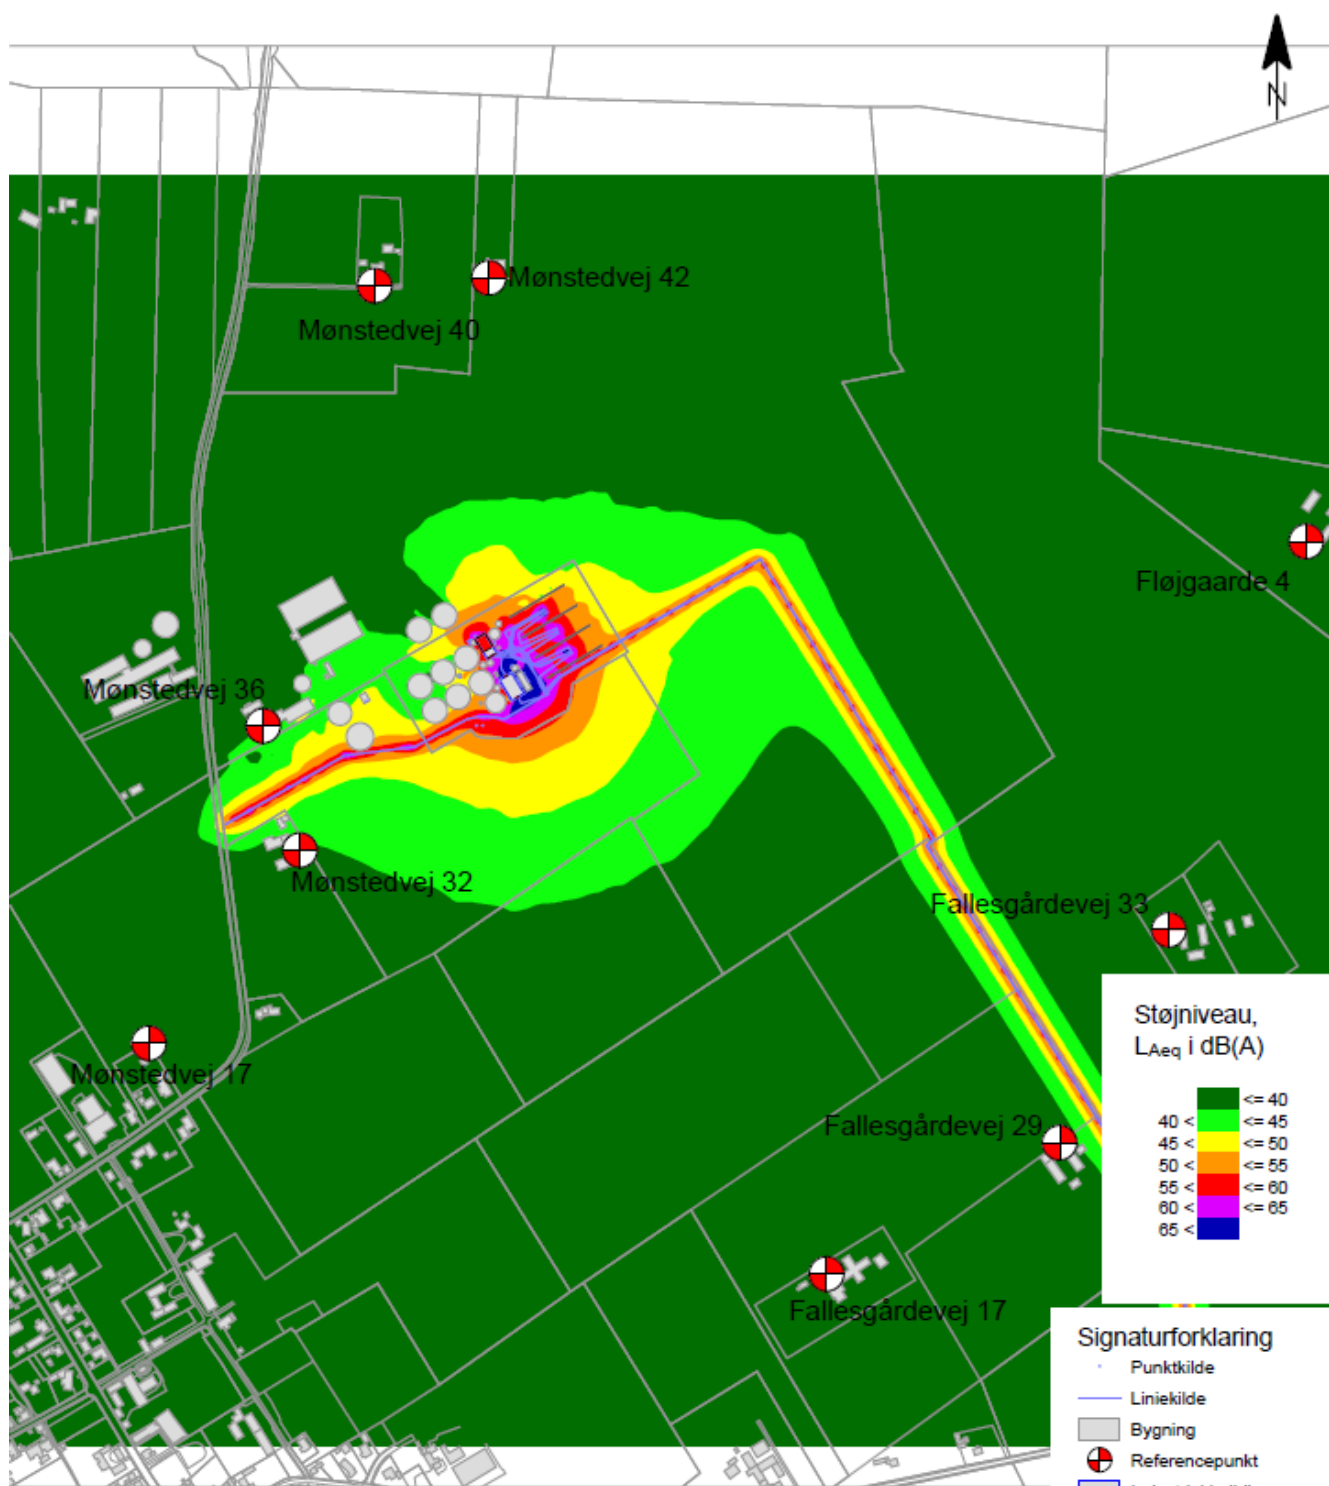 N
Mønstedvej 42
Mønstedvej 40
Fløjgaarde 4
Mønstedvej 36
Mønstedvej 32
Fallesgårdevej 33
Mønstedvej 17
Fallesgårdevej 29
Fallesgårdevej 17
Støjniveau,
LAeq i dB(A)
<= 40
40 < <= 45
45 < <= 50
50 < <= 55
55 < <= 60
60 < <= 65
65 <
Signaturforklaring
Punktkilde
Liniekilde
Bygning
Referencepunkt